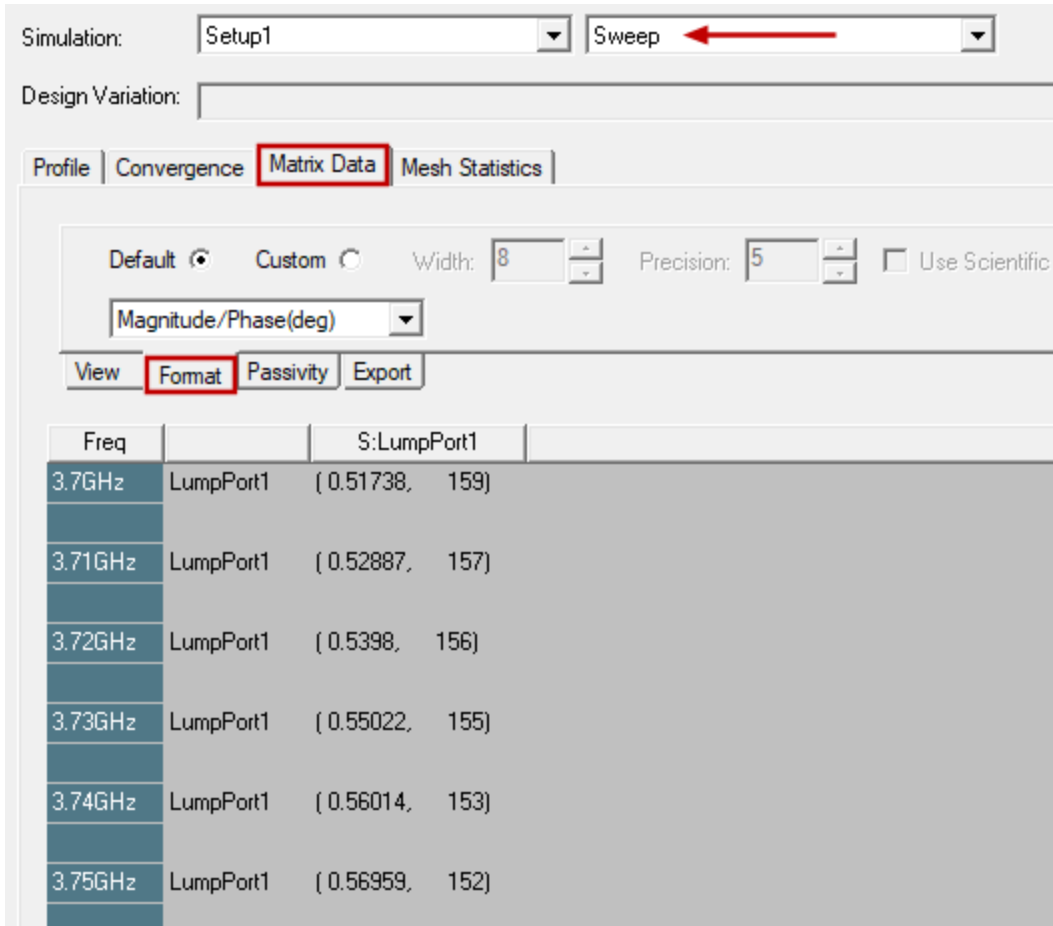 Simulation: Setup1 Sweep
Design Variation:
Profile Convergence Matrix Data Mesh Statistics
Default Custom Width: 8 Precision: 5 Use Scientific
Magnitude/Phase(deg)
View Format Passivity Export
Freq S:LumpPort1
3.7GHz LumpPort1 ( 0.51738, 159)
3.71GHz LumpPort1 ( 0.52887, 157)
3.72GHz LumpPort1 ( 0.5398, 156)
3.73GHz LumpPort1 ( 0.55022, 155)
3.74GHz LumpPort1 ( 0.56014, 153)
3.75GHz LumpPort1 ( 0.56959, 152)